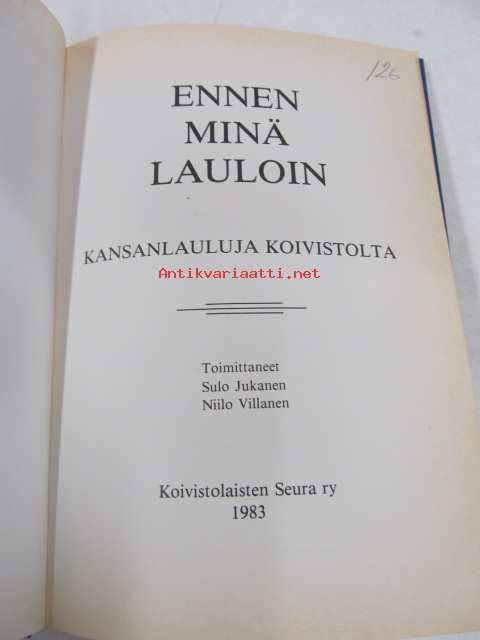 126
ENNEN
MINÄ
LAULOIN
KANSANLAULUJA KOIVISTOLTA
Antikvariaatti.net
Toimittaneet
Sulo Jukanen
Niilo Villanen
Koivistolaisten Seura ry
1983